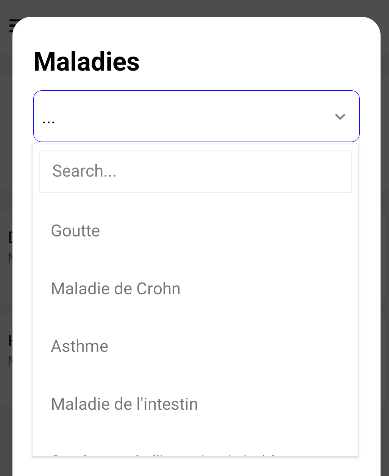 Maladies
...
Search...
Goutte
Maladie de Crohn
Asthme
Maladie de l'intestin